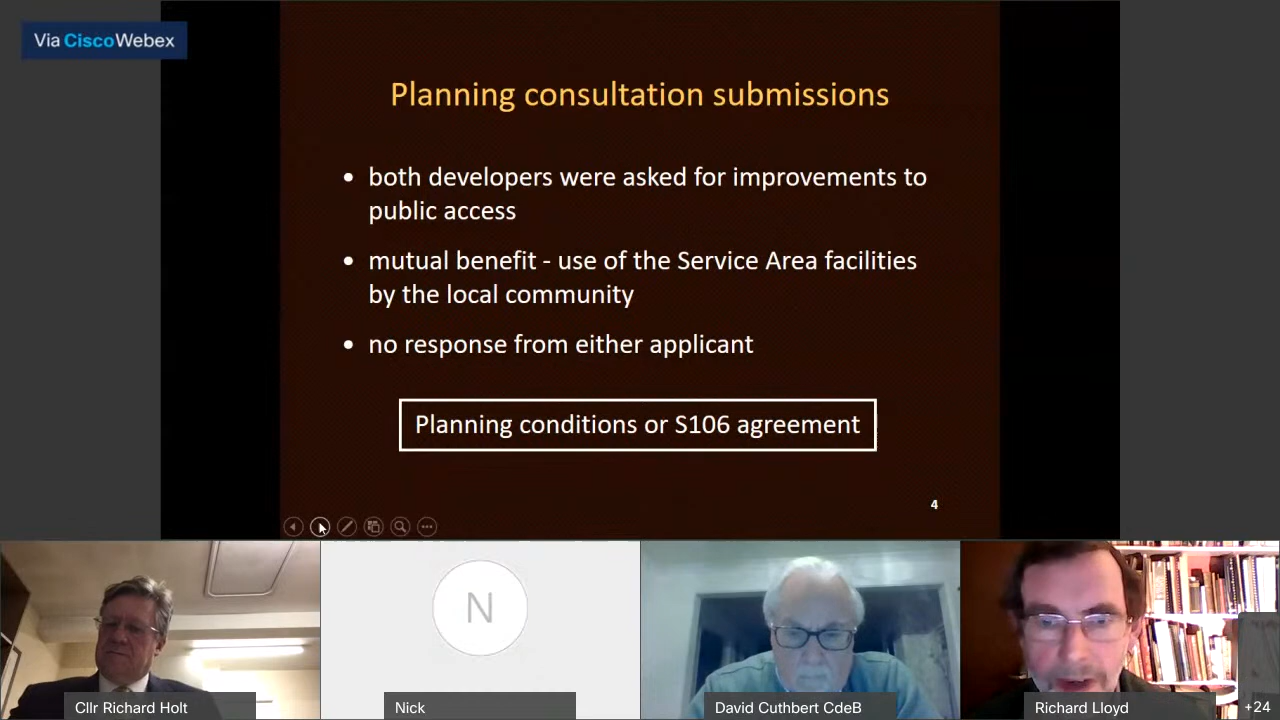 Via CiscoWebex
Planning consultation submissions
• both developers were asked for improvements to
public access
• mutual benefit - use of the Service Area facilities
by the local community
• no response from either applicant
Planning conditions or S106 agreement
4
N
Cllr Richard Holt
Nick
David Cuthbert CdeB
Richard Lloyd
+24